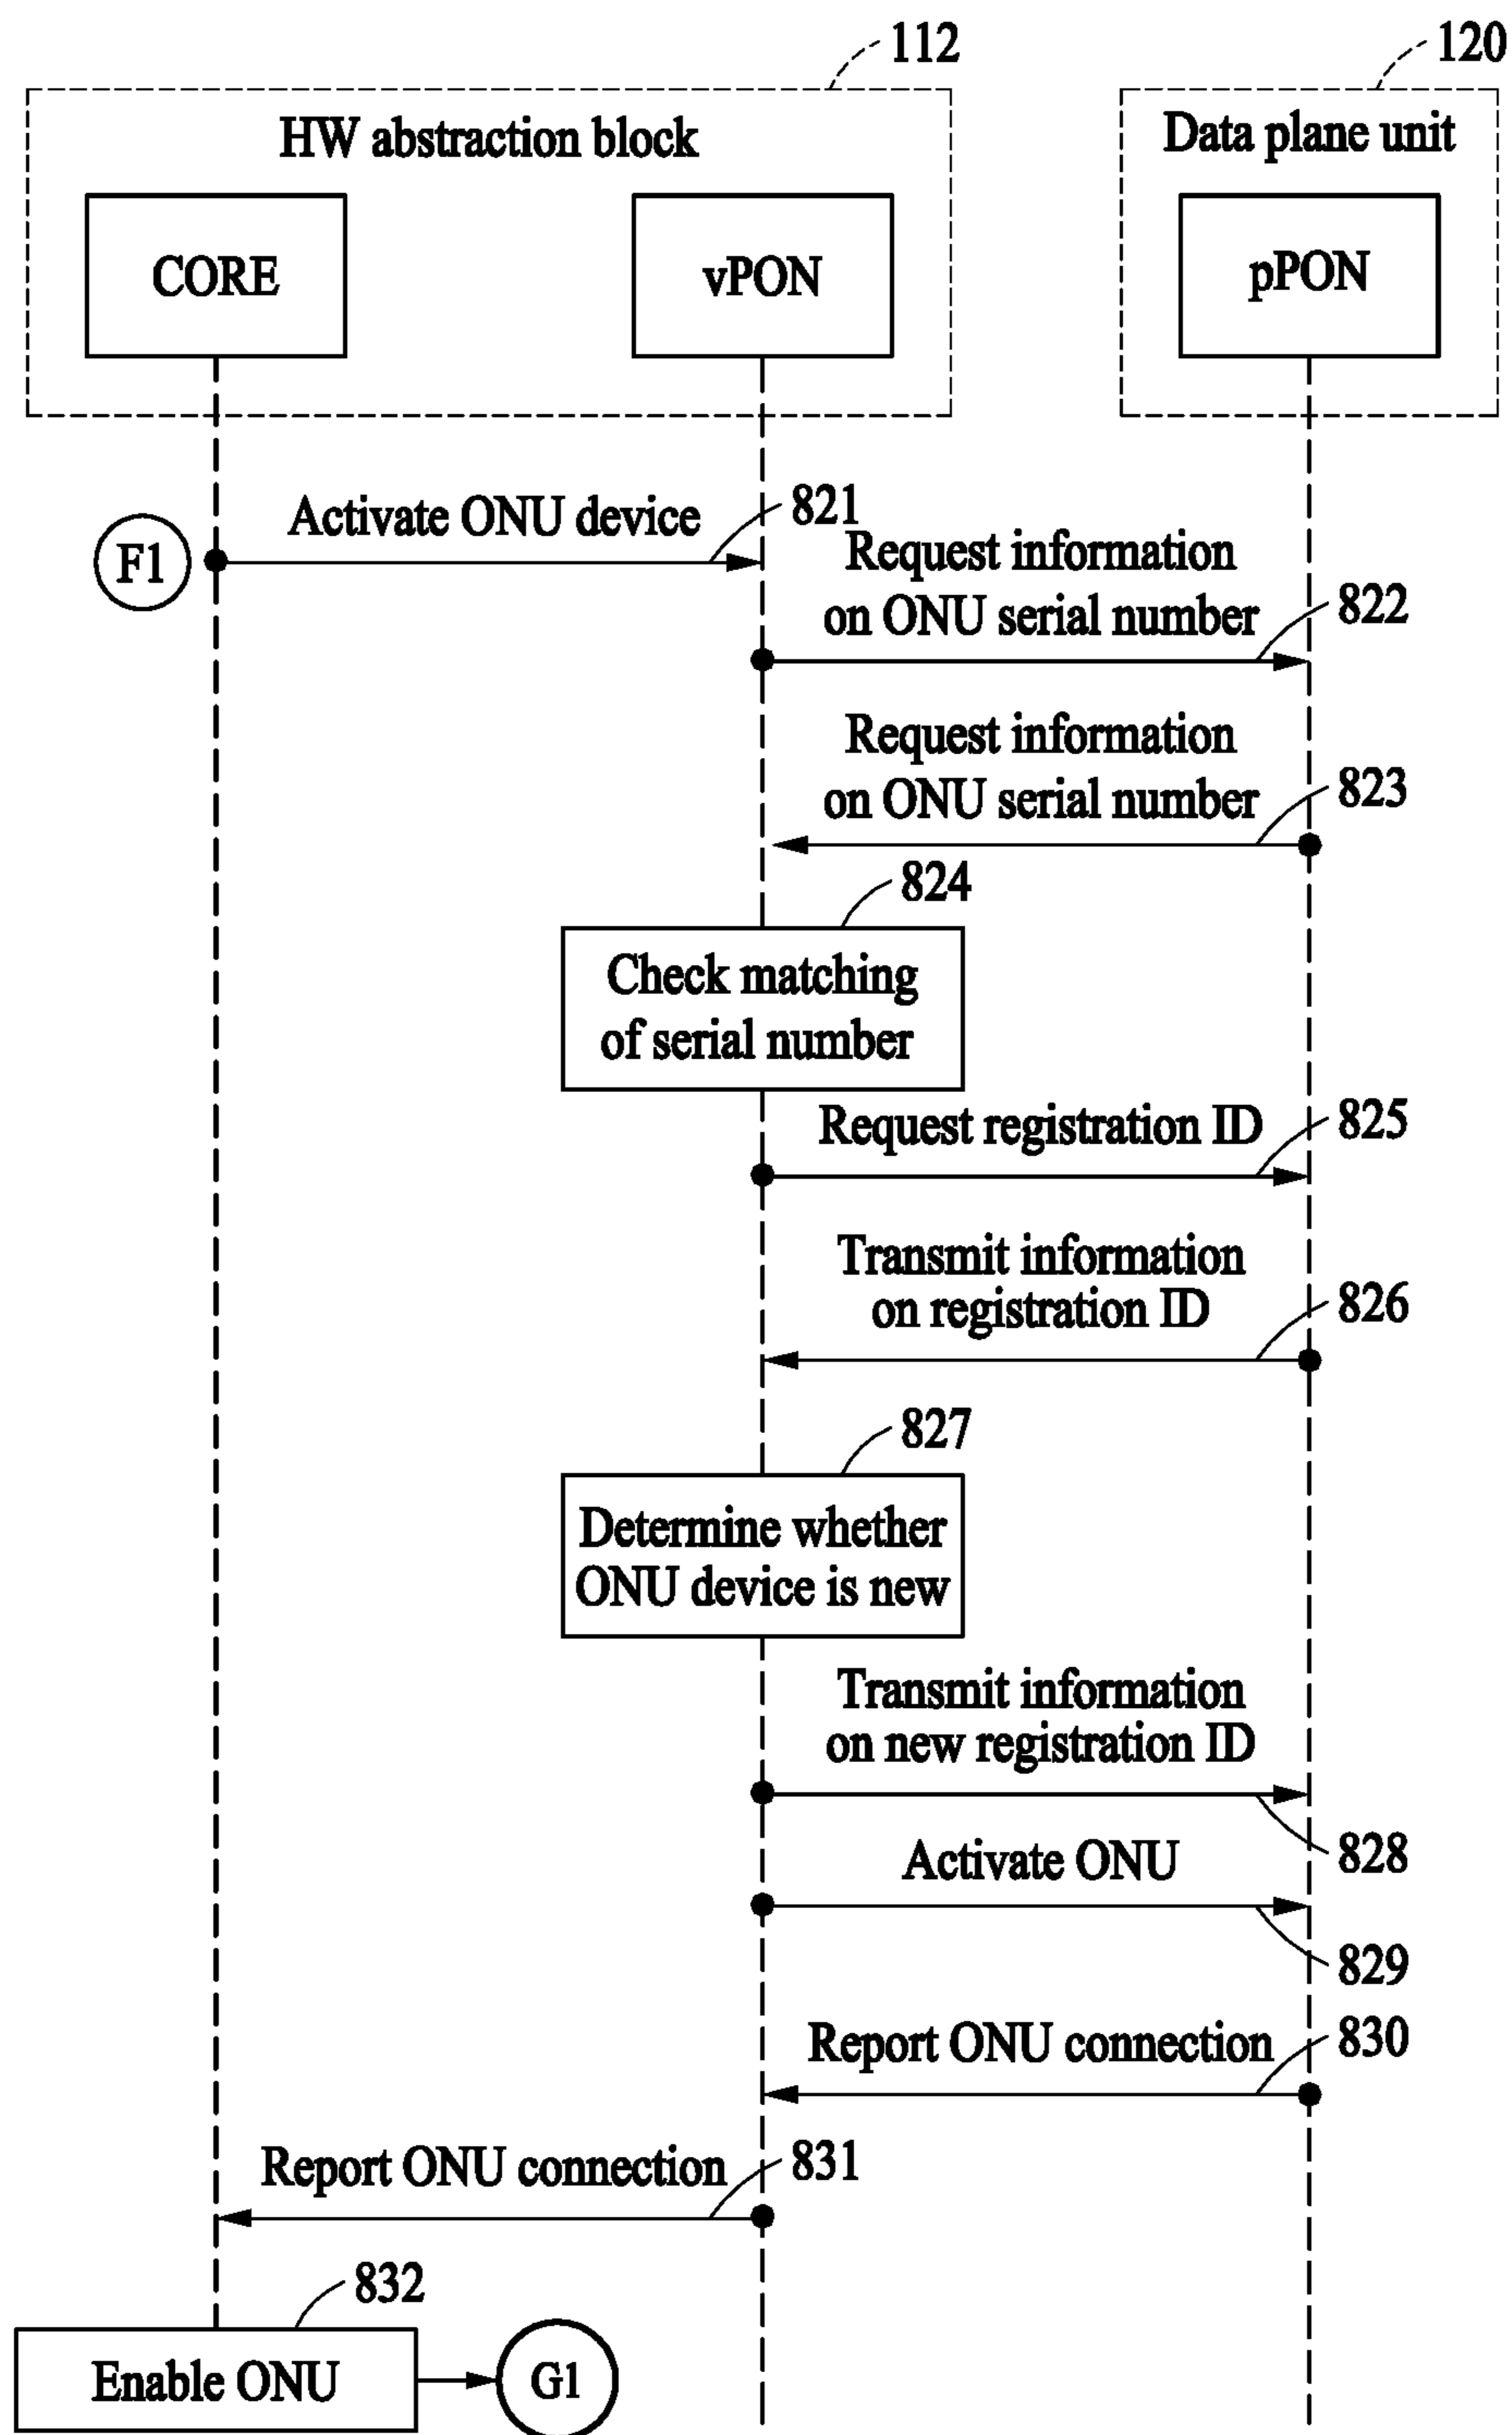 112
120
HW abstraction block
Data plane unit
CORE
vPON
pPON
F1
Activate ONU device
821
Request information
on ONU serial number
822
Request information
on ONU serial number
823
824
Check matching
of serial number
Request registration ID
825
Transmit information
on registration ID
826
827
Determine whether
ONU device is new
Transmit information
on new registration ID
828
Activate ONU
829
Report ONU connection
830
Report ONU connection
831
832
Enable ONU
G1